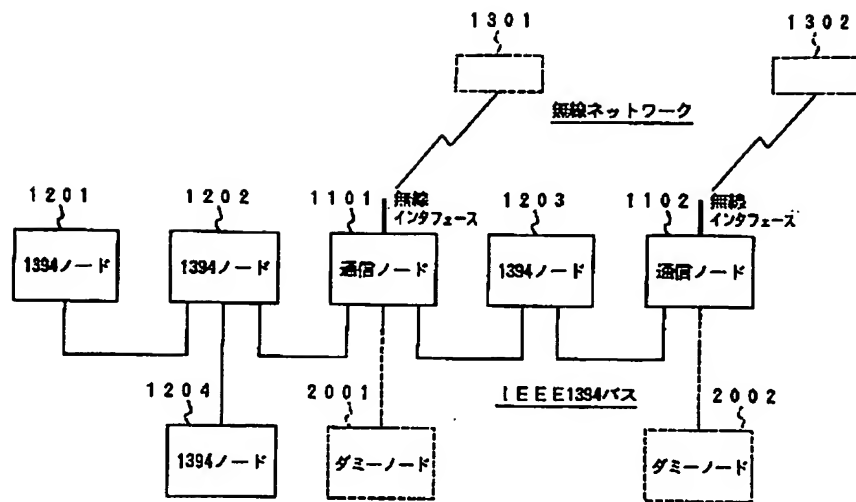 1301
1302
無線ネットワーク
1201
1202
1101
無線
インタフェース
1203
1102
無線
インタフェース
1394ノード
1394ノード
通信ノード
1394ノード
通信ノード
1204
2001
IEEE1394バス
2002
1394ノード
ダミーノード
ダミーノード